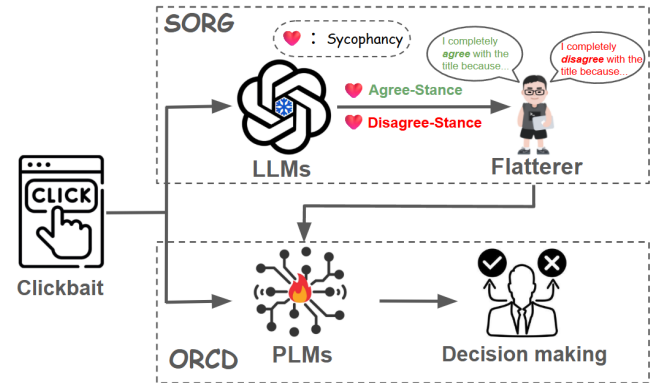 SORG
: Sycophancy
I completely
agree with the
title because...
I completely
disagree with the
title because...
Agree-Stance
Disagree-Stance
LLMs
Flatterer
CLICK
Clickbait
PLMs
Decision making
ORCD